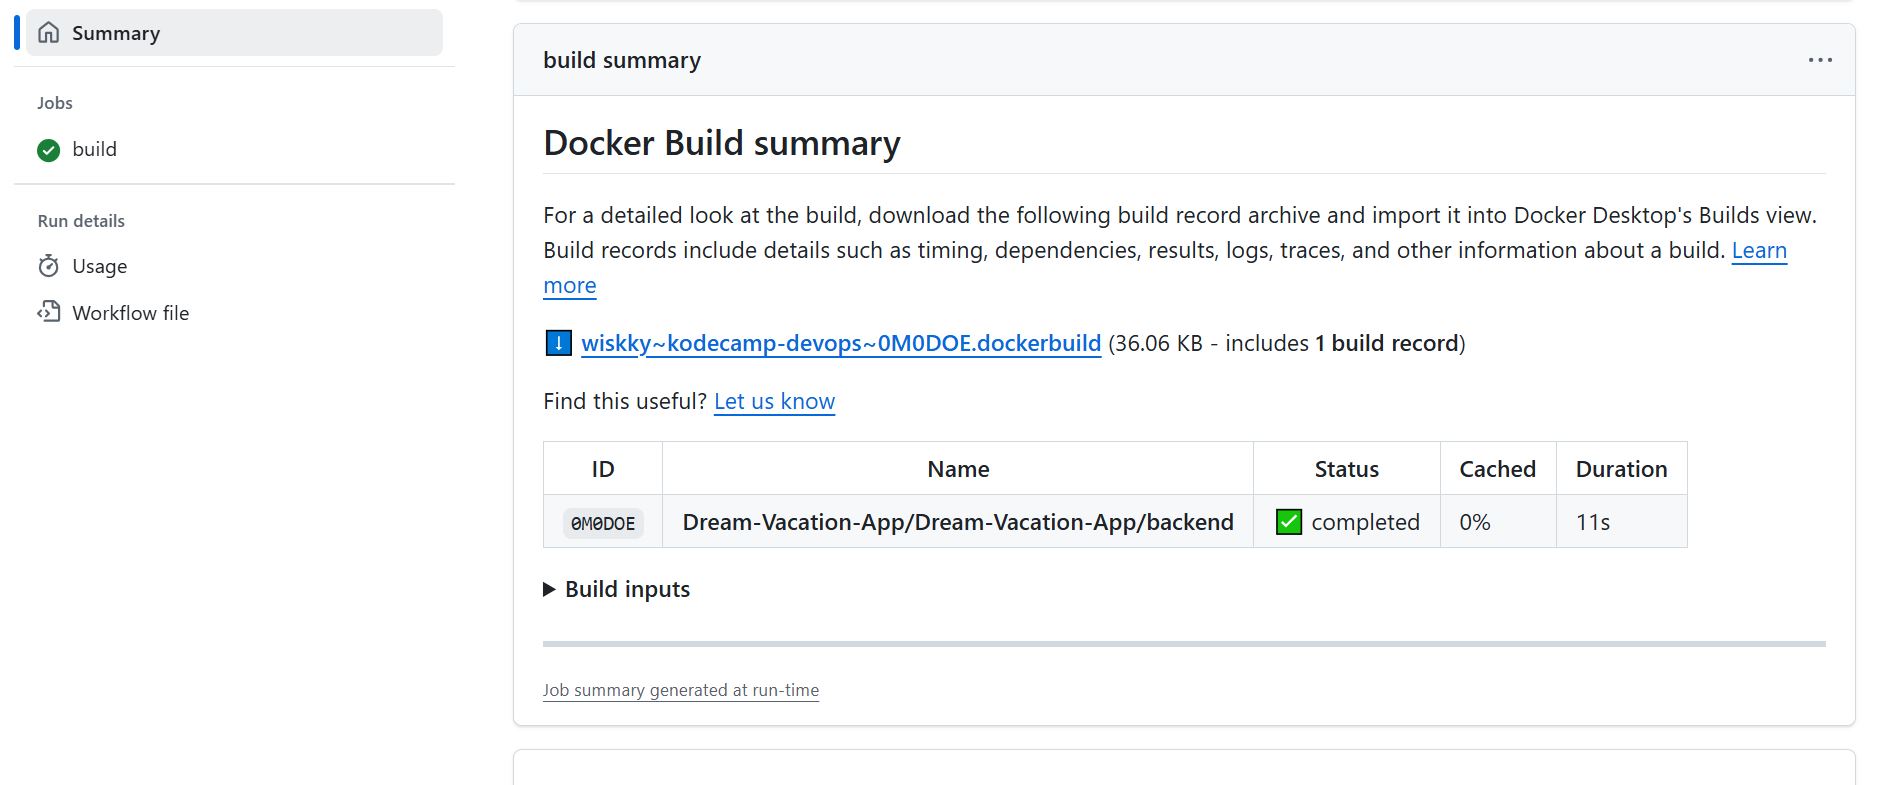 Summary
Jobs
build
Run details
Usage
Workflow file
build summary
Docker Build summary
For a detailed look at the build, download the following build record archive and import it into Docker Desktop's Builds view.
Build records include details such as timing, dependencies, results, logs, traces, and other information about a build. Learn
more
wiskky~kodecamp-devops~0M0DOE.dockerbuild (36.06 KB - includes 1 build record)
Find this useful? Let us know
ID Name Status Cached Duration
0M0DOE Dream-Vacation-App/Dream-Vacation-App/backend ✅ completed 0% 11s
Build inputs
Job summary generated at run-time